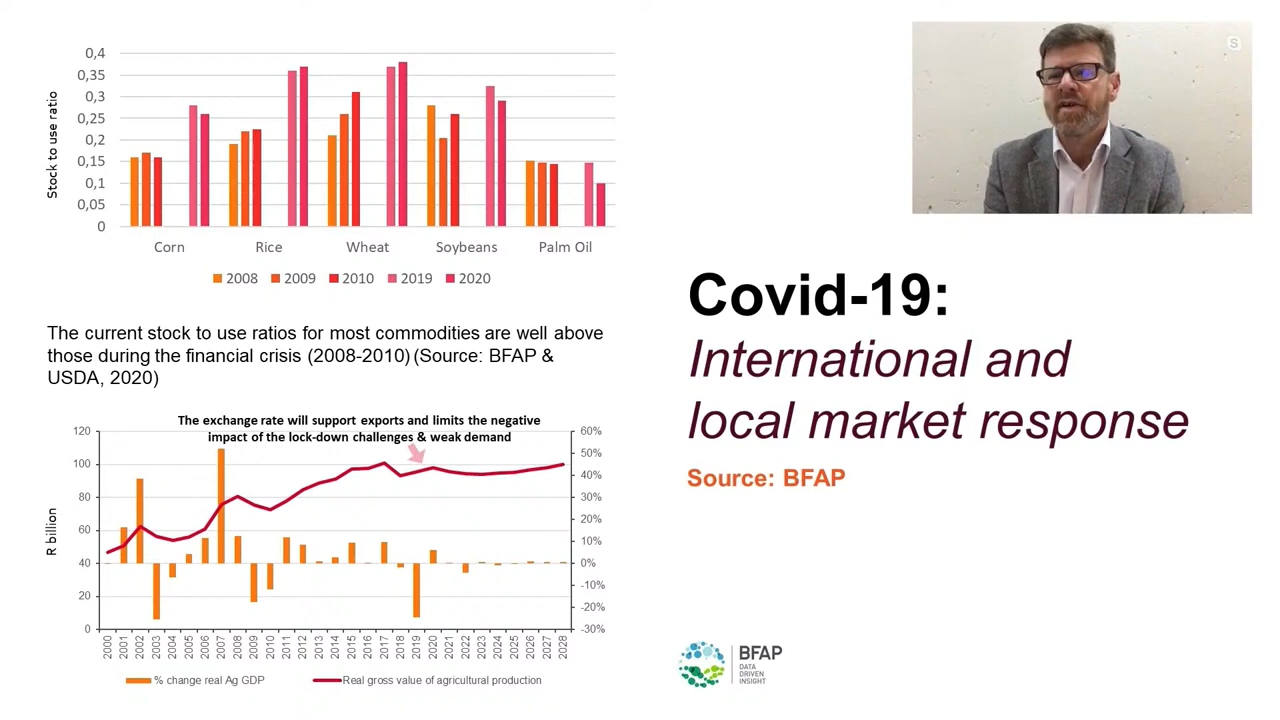 0,4
0,35
0,3
0,25
0,2
0,15
0,1
0,05
0
Stock to use ratio
Corn Rice Wheat Soybeans Palm Oil
2008 2009 2010 2019 2020
The current stock to use ratios for most commodities are well above
those during the financial crisis (2008-2010) (Source: BFAP &
USDA, 2020)
The exchange rate will support exports and limits the negative
impact of the lock-down challenges & weak demand
120
100
80
60
40
20
0
R billion
60%
50%
40%
30%
20%
10%
0%
-10%
-20%
-30%
2000 2001 2002 2003 2004 2005 2006 2007 2008 2009 2010 2011 2012 2013 2014 2015 2016 2017 2018 2019 2020 2021 2022 2023 2024 2025 2026 2027 2028
% change real Ag GDP Real gross value of agricultural production
S
Covid-19:
International and
local market response
Source: BFAP
BFAP
DATA
DRIVEN
INSIGHT